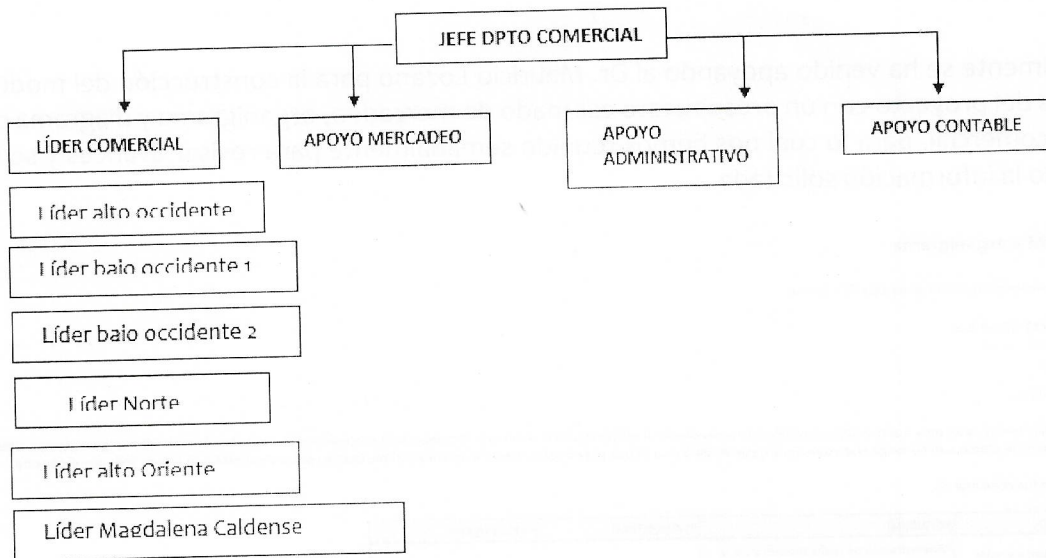 JEFE DPTO COMERCIAL
LÍDER COMERCIAL
APOYO MERCADEO
APOYO
ADMINISTRATIVO
APOYO CONTABLE
Líder alto occidente
Líder bajo occidente 1
Líder bajo occidente 2
Líder Norte
Líder alto Oriente
Líder Magdalena Caldense